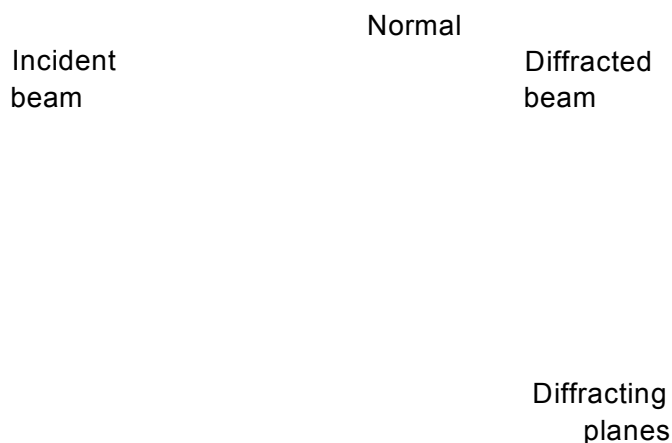 Normal
Incident
beam
Diffracted
beam
Diffracting
planes